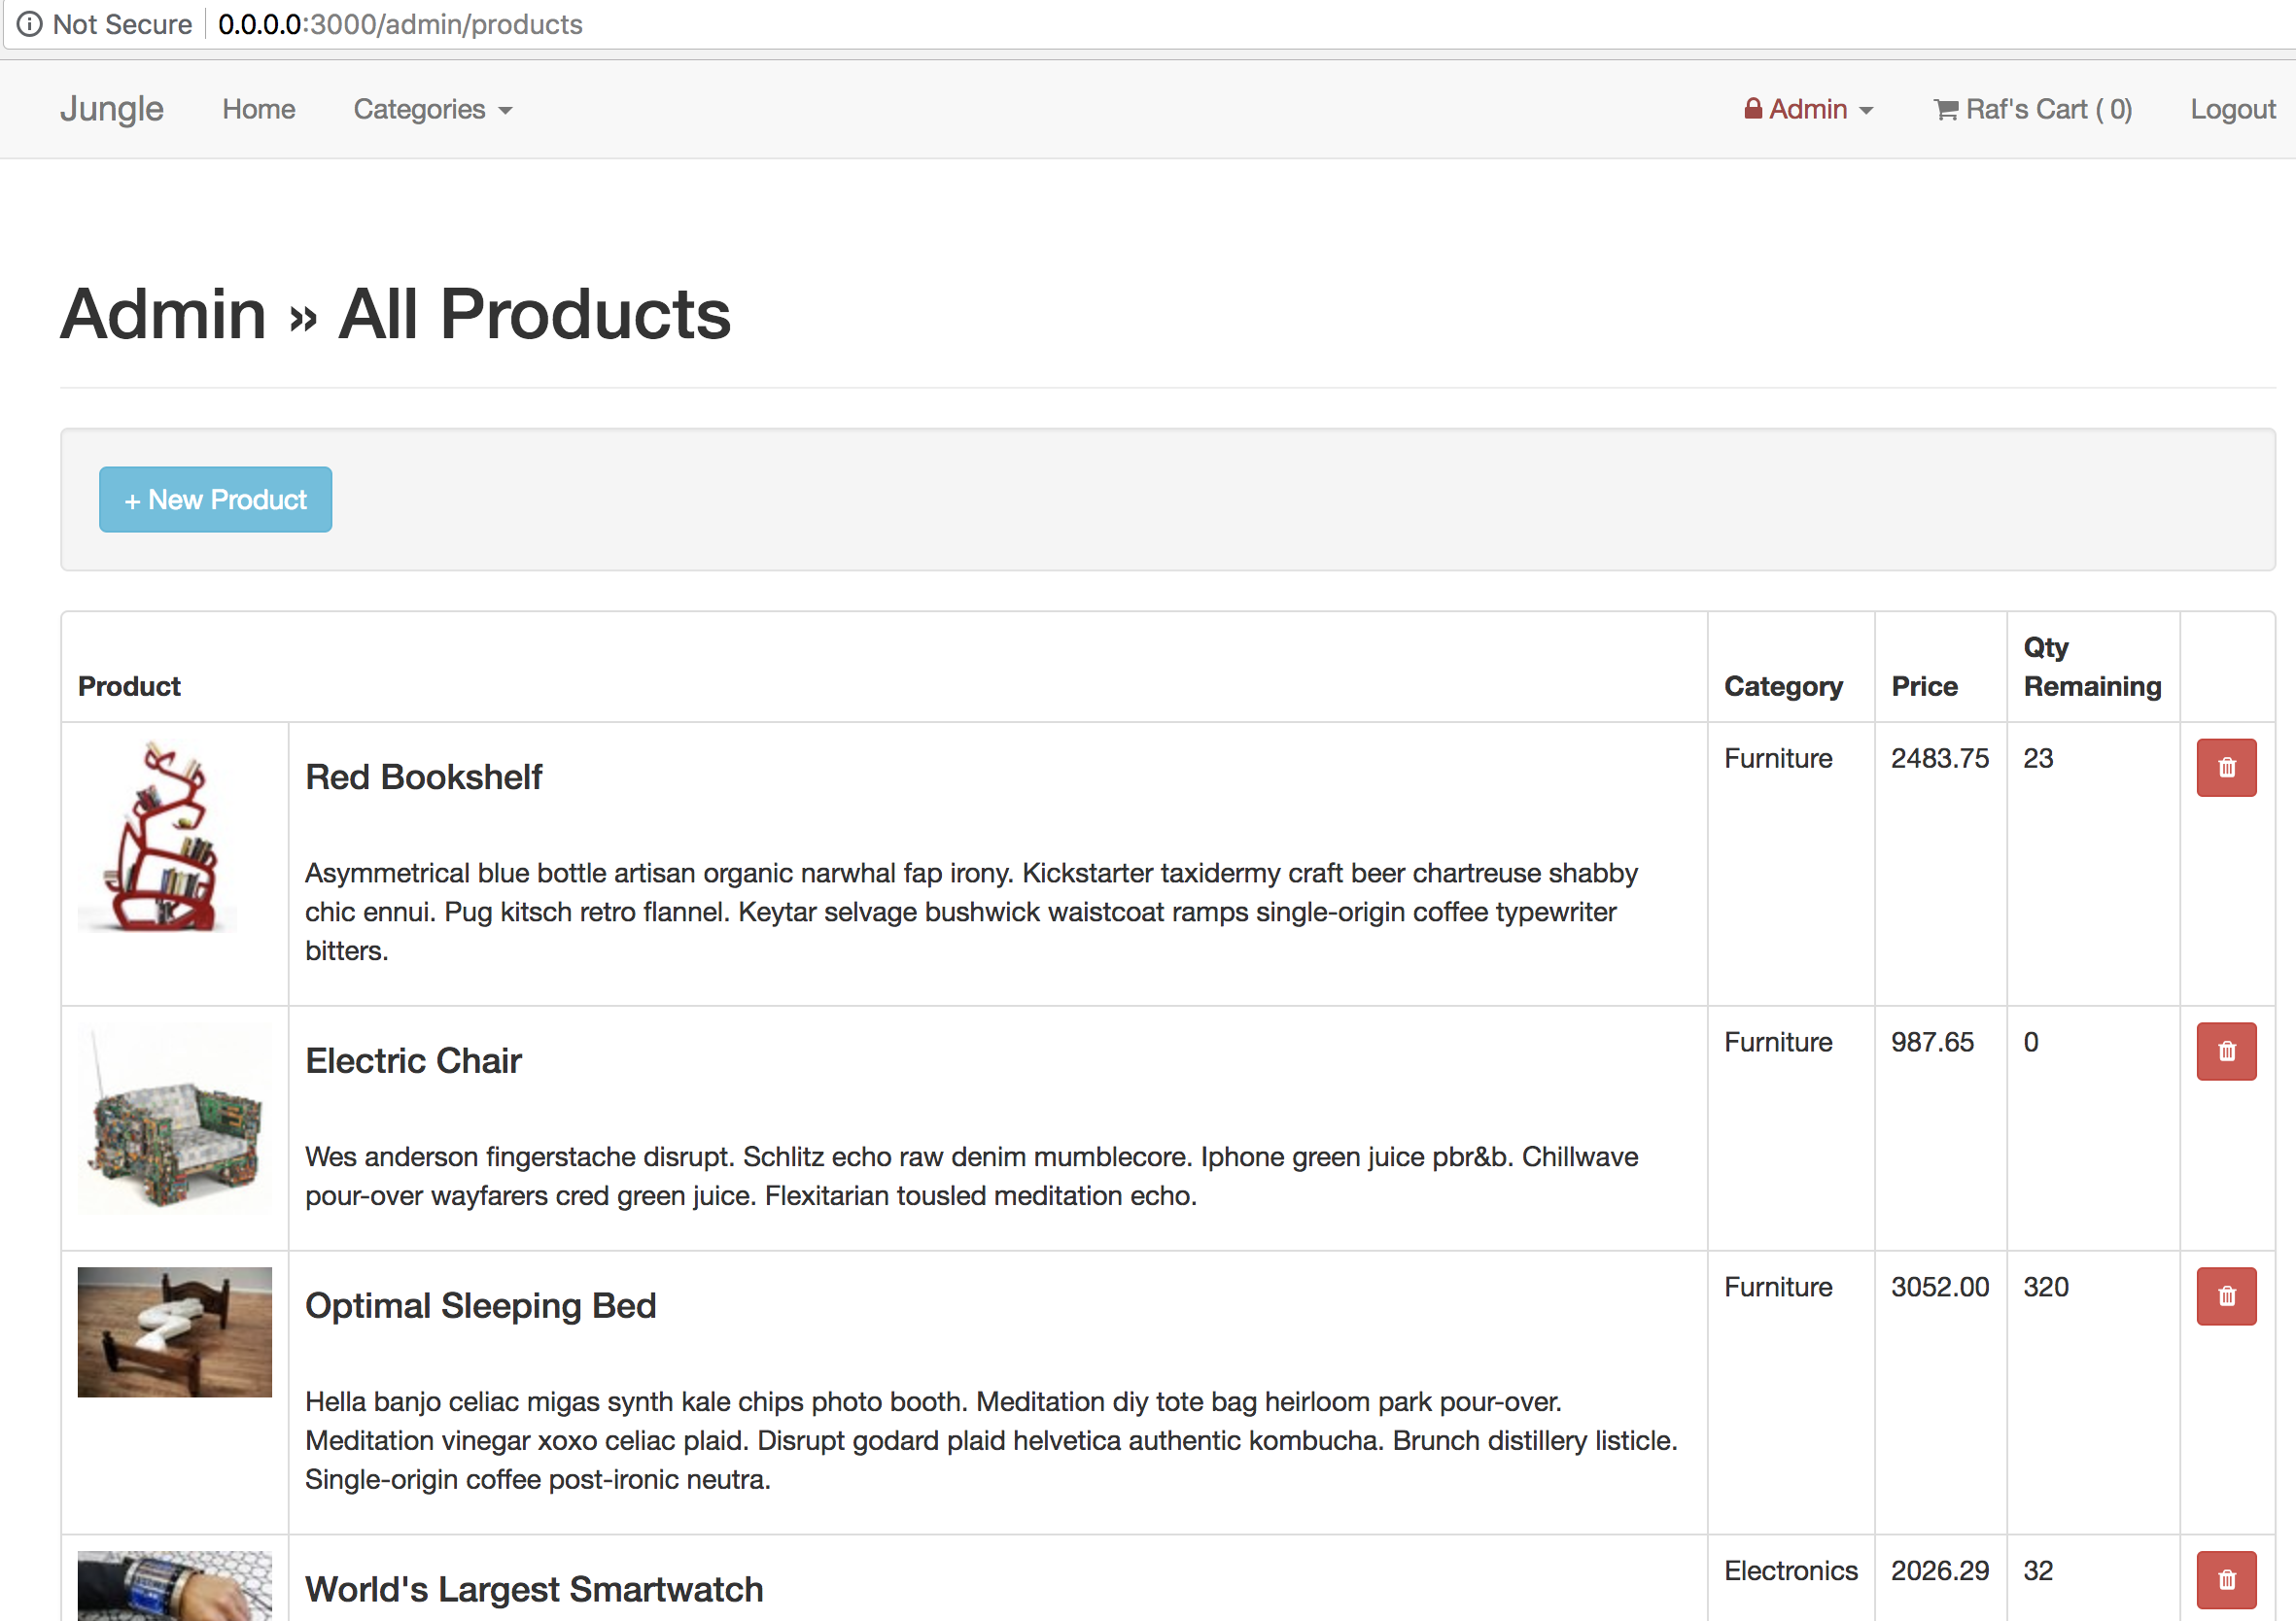 Not Secure 0.0.0.0:3000/admin/products
Jungle Home Categories Admin Raf's Cart ( 0) Logout
Admin » All Products
+ New Product
Product Category Price Qty Remaining
Red Bookshelf
Furniture 2483.75 23
Asymmetrical blue bottle artisan organic narwhal fap irony. Kickstarter taxidermy craft beer chartreuse shabby
chic ennui. Pug kitsch retro flannel. Keytar selvage bushwick waistcoat ramps single-origin coffee typewriter
bitters.
Electric Chair
Furniture 987.65 0
Wes anderson fingerstache disrupt. Schlitz echo raw denim mumblecore. Iphone green juice pbr&b. Chillwave
pour-over wayfarers cred green juice. Flexitarian tousled meditation echo.
Optimal Sleeping Bed
Furniture 3052.00 320
Hella banjo celiac migas synth kale chips photo booth. Meditation diy tote bag heirloom park pour-over.
Meditation vinegar xoxo celiac plaid. Disrupt godard plaid helvetica authentic kombucha. Brunch distillery listicle.
Single-origin coffee post-ironic neutra.
World's Largest Smartwatch
Electronics 2026.29 32